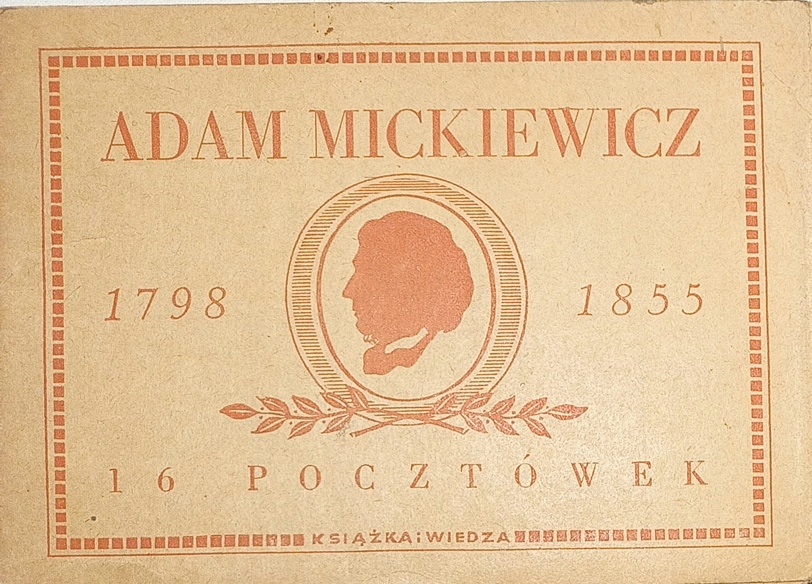 ADAM MICKIEWICZ
1798 1855
16 POCZTÓWEK
KSIĄŻKA i WIEDZA